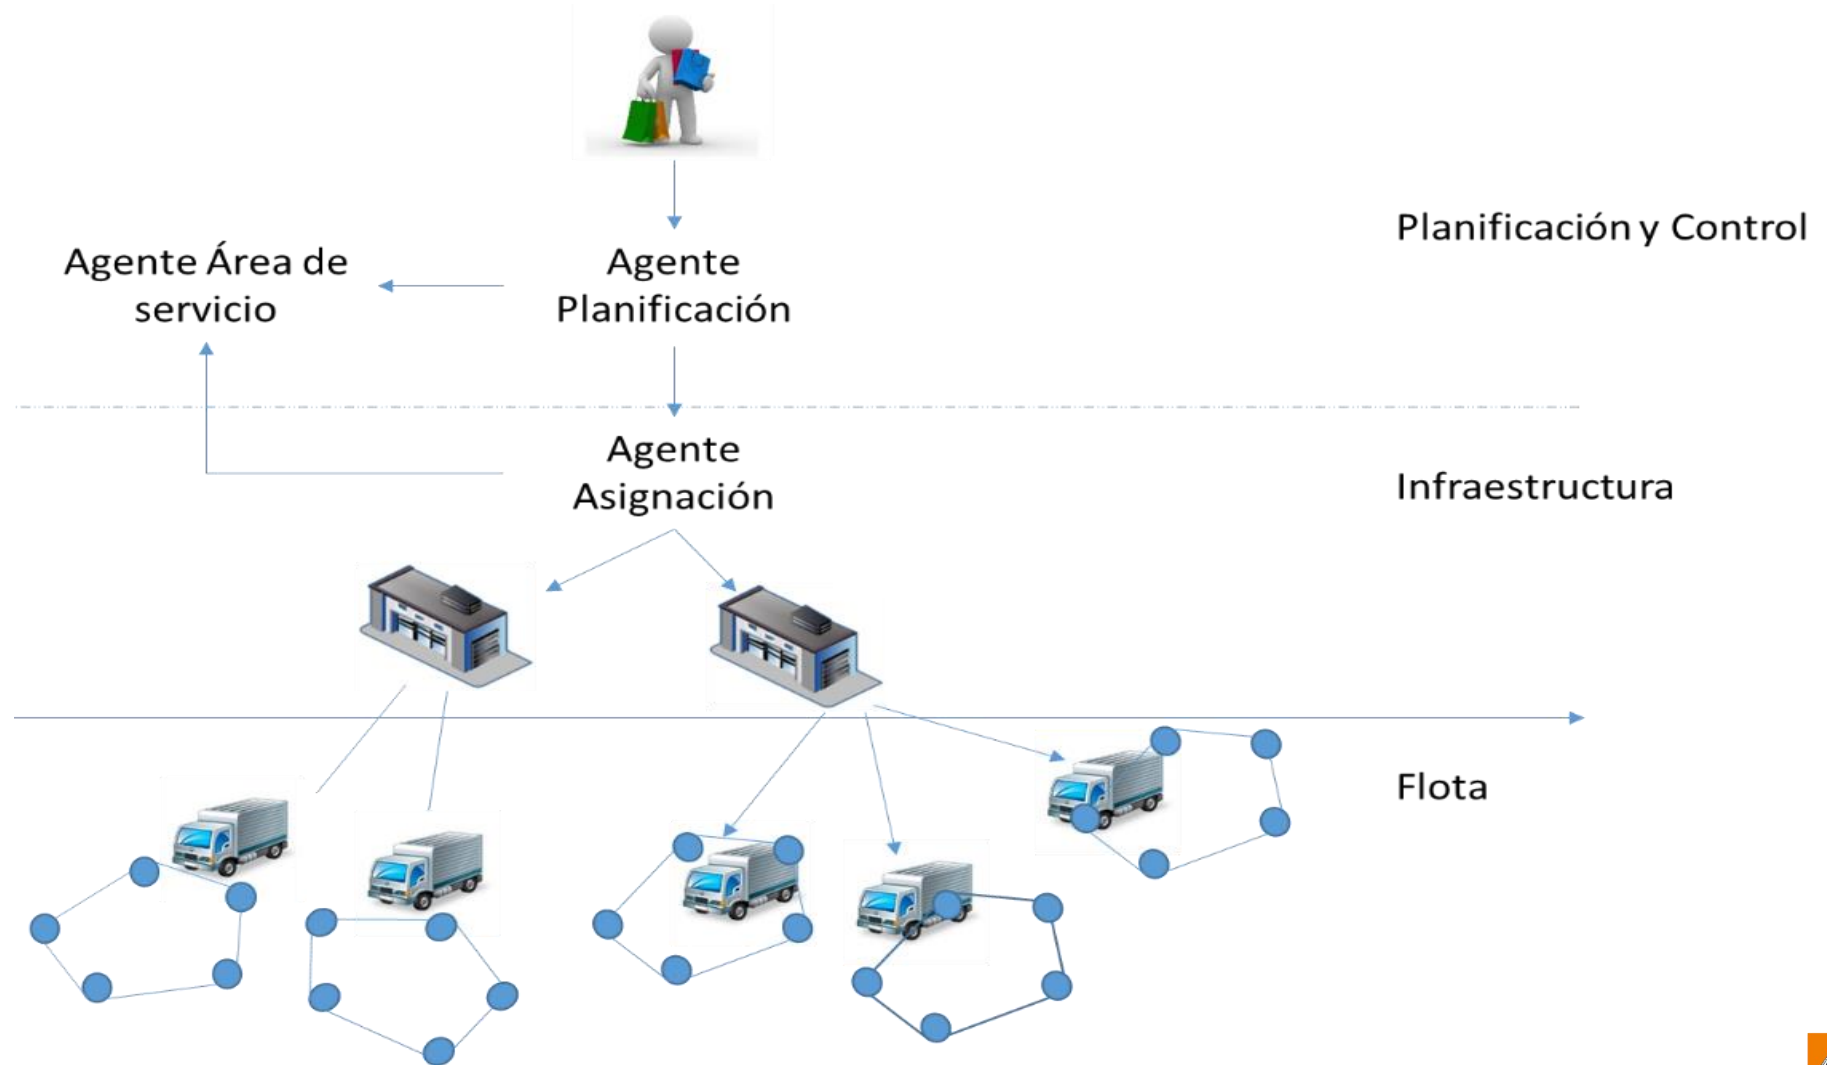 Planificación y Control
Agente Área de
servicio
Agente
Planificación
Agente
Asignación
Infraestructura
Flota